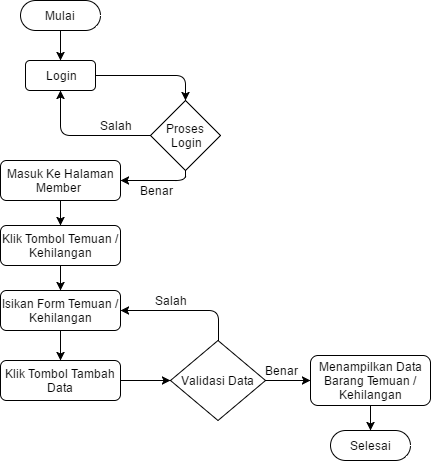 Mulai
Login
Proses
Login
Salah
Benar
Masuk Ke Halaman
Member
Klik Tombol Temuan /
Kehilangan
Isikan Form Temuan /
Kehilangan
Salah
Klik Tombol Tambah
Data
Validasi Data
Benar
Menampilkan Data
Barang Temuan /
Kehilangan
Selesai